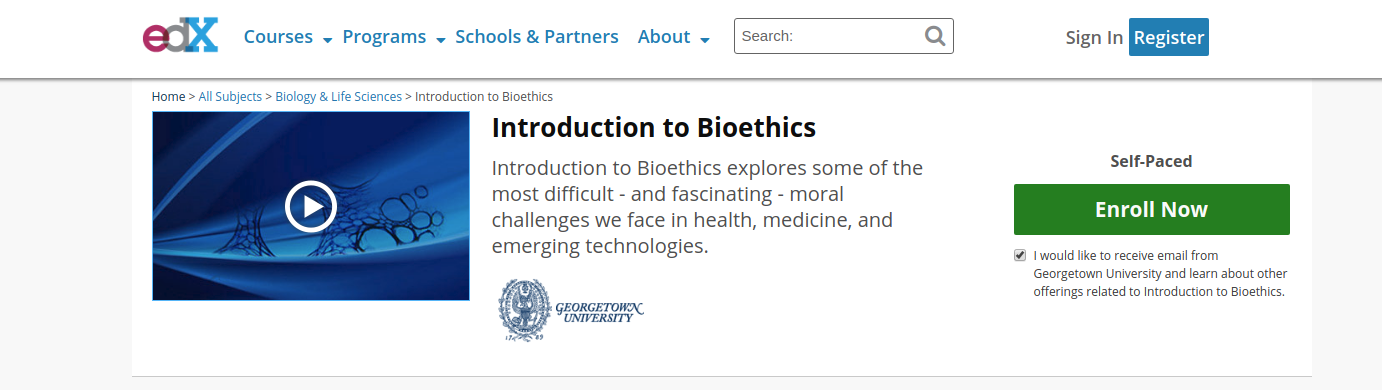 edX Courses Programs Schools & Partners About Search: Sign In Register
Home > All Subjects > Biology & Life Sciences > Introduction to Bioethics
Introduction to Bioethics
Introduction to Bioethics explores some of the
most difficult - and fascinating - moral
challenges we face in health, medicine, and
emerging technologies.
GEORGETOWN
UNIVERSITY
17 89
Self-Paced
Enroll Now
I would like to receive email from
Georgetown University and learn about other
offerings related to Introduction to Bioethics.